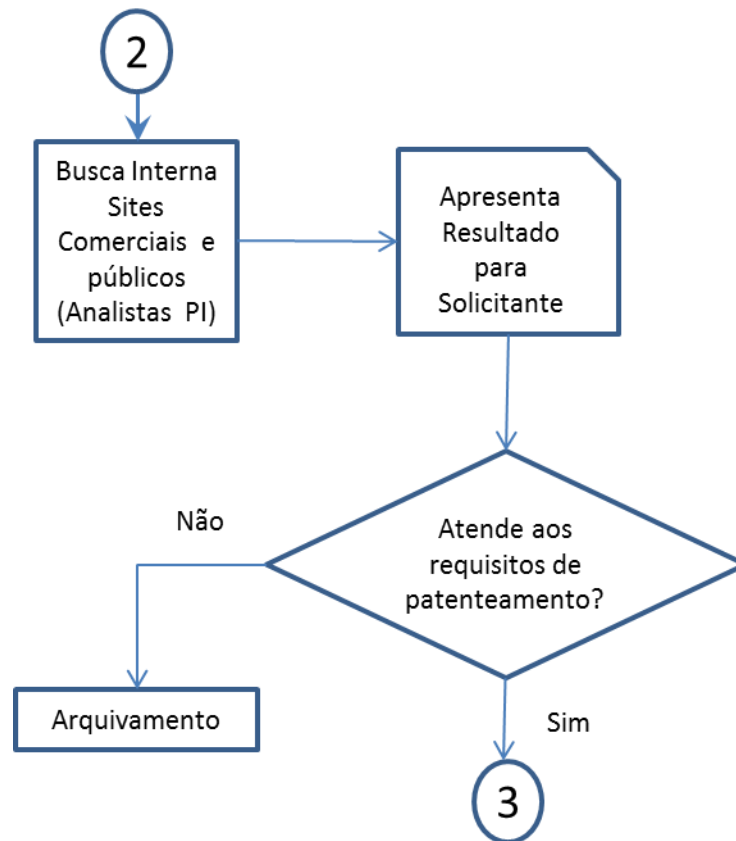 2
Busca Interna
Sites
Comerciais e
públicos
(Analistas PI)
Apresenta
Resultado
para
Solicitante
Não
Atende aos
requisitos de
patenteamento?
Arquivamento
Sim
3